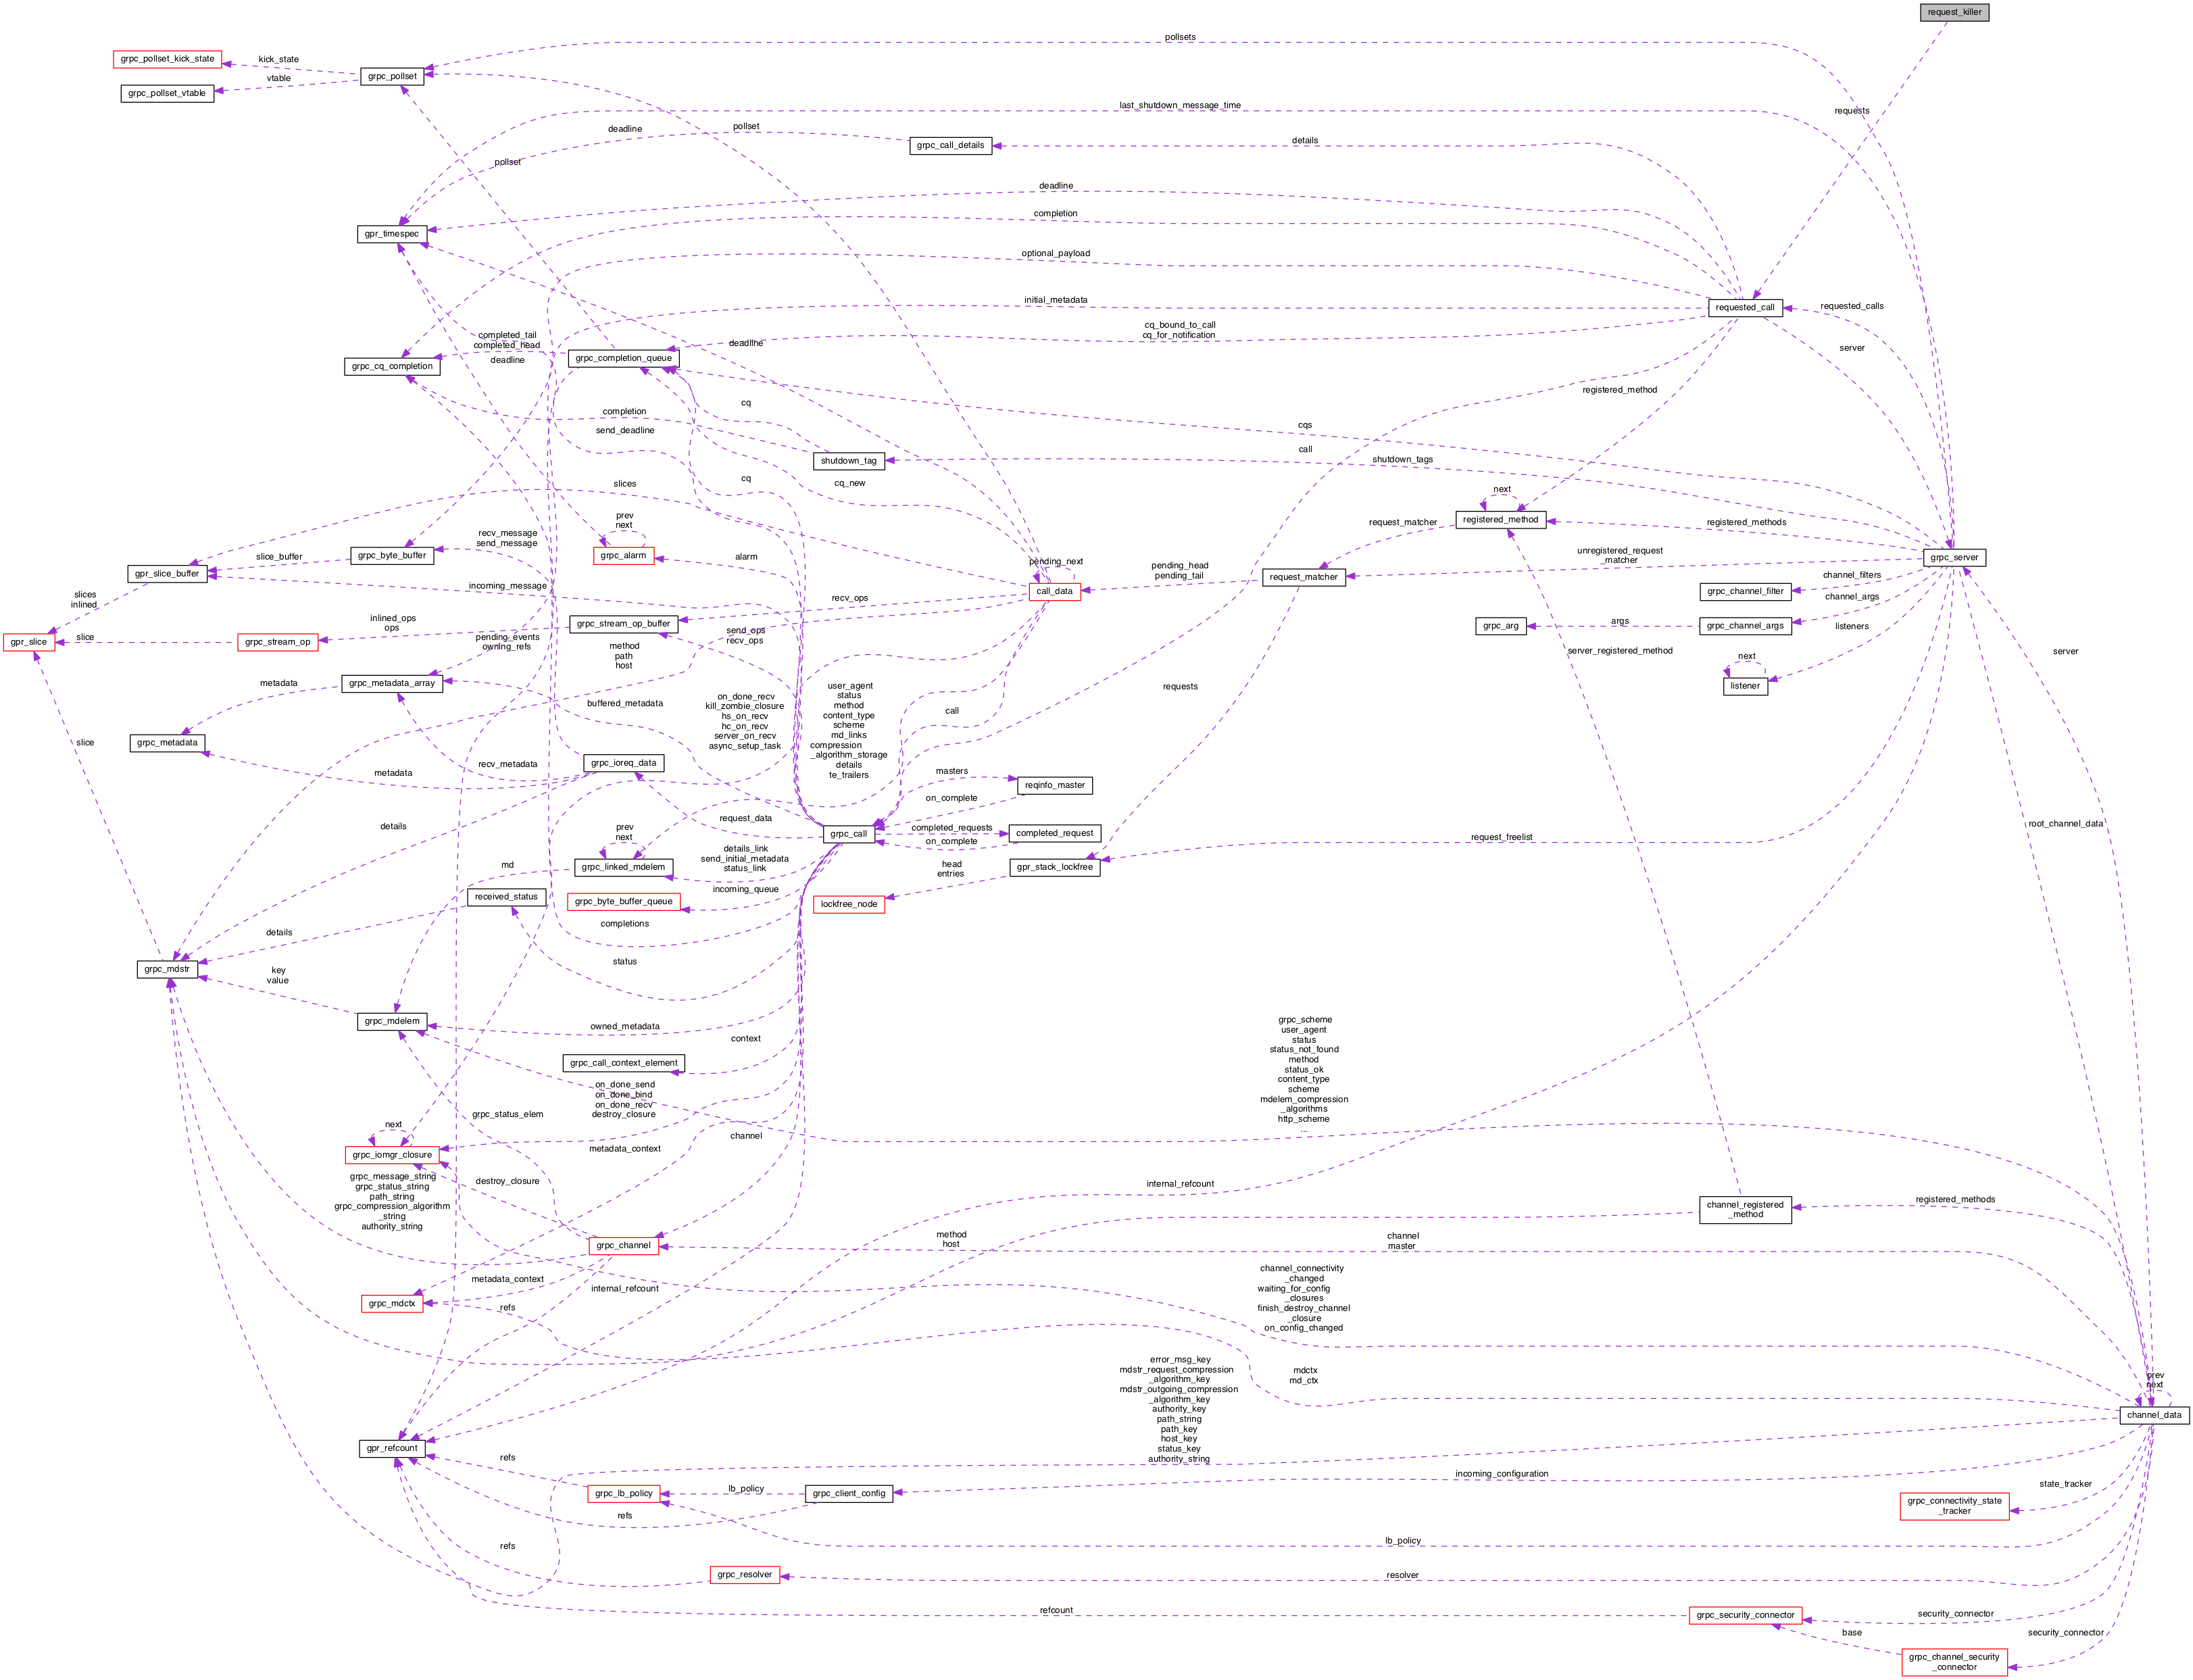 request_killer
pollsets
grpc_pollset_kick_state
kick_state
vtable
grpc_pollset
grpc_pollset_vtable
last_shutdown_message_time
requests
deadline
pollset
pollset
grpc_call_details
details
deadline
completion
gpr_timespec
optional_payload
initial_metadata
requested_call
requested_calls
completed_tail
completed_head
deadline
cq_bound_to_call
cq_for_notification
deadline
server
grpc_completion_queue
grpc_cq_completion
registered_method
cq
completion
send_deadline
cqs
call
shutdown_tag
shutdown_tags
cq
cq_new
slices
next
prev
next
registered_method
request_matcher
registered_methods
recv_message
send_message
slice_buffer
grpc_byte_buffer
grpc_alarm
alarm
pending_next
unregistered_request
_matcher
grpc_server
gpr_slice_buffer
incoming_message
pending_head
pending_tail
request_matcher
channel_filters
grpc_channel_filter
call_data
slices
inlined
recv_ops
channel_args
inlined_ops
ops
grpc_stream_op_buffer
send_ops
recv_ops
grpc_arg
args
grpc_channel_args
listeners
gpr_slice
slice
grpc_stream_op
pending_events
owning_refs
method
path
host
server_registered_method
server
next
listener
metadata
grpc_metadata_array
requests
user_agent
status
method
content_type
scheme
md_links
compression
_algorithm_storage
details
te_trailers
on_done_recv
kill_zombie_closure
hs_on_recv
hc_on_recv
server_on_recv
async_setup_task
buffered_metadata
call
grpc_metadata
slice
metadata
recv_metadata
grpc_ioreq_data
masters
reqinfo_master
on_complete
details
request_data
grpc_call
completed_requests
completed_request
on_complete
root_channel_data
request_freelist
prev
next
details_link
send_initial_metadata
status_link
md
grpc_linked_mdelem
head
entries
gpr_stack_lockfree
incoming_queue
received_status
grpc_byte_buffer_queue
lockfree_node
completions
details
status
grpc_mdstr
key
value
grpc_mdelem
owned_metadata
grpc_scheme
user_agent
status
status_not_found
method
status_ok
content_type
scheme
mdelem_compression
_algorithms
http_scheme
...
context
grpc_call_context_element
on_done_send
on_done_bind
on_done_recv
destroy_closure
grpc_status_elem
next
channel
metadata_context
grpc_iomgr_closure
destroy_closure
internal_refcount
grpc_message_string
grpc_status_string
path_string
grpc_compression_algorithm
_string
authority_string
channel_registered
_method
registered_methods
method
host
channel
master
grpc_channel
metadata_context
internal_refcount
channel_connectivity
_changed
waiting_for_config
_closures
finish_destroy_channel
_closure
on_config_changed
grpc_mdctx
refs
error_msg_key
mdstr_request_compression
_algorithm_key
mdstr_outgoing_compression
_algorithm_key
authority_key
path_string
path_key
host_key
status_key
authority_string
mdctx
md_ctx
prev
next
channel_data
gpr_refcount
refs
incoming_configuration
state_tracker
grpc_lb_policy
lb_policy
grpc_client_config
grpc_connectivity_state
_tracker
refs
lb_policy
refs
grpc_resolver
resolver
refcount
grpc_security_connector
security_connector
base
security_connector
grpc_channel_security
_connector